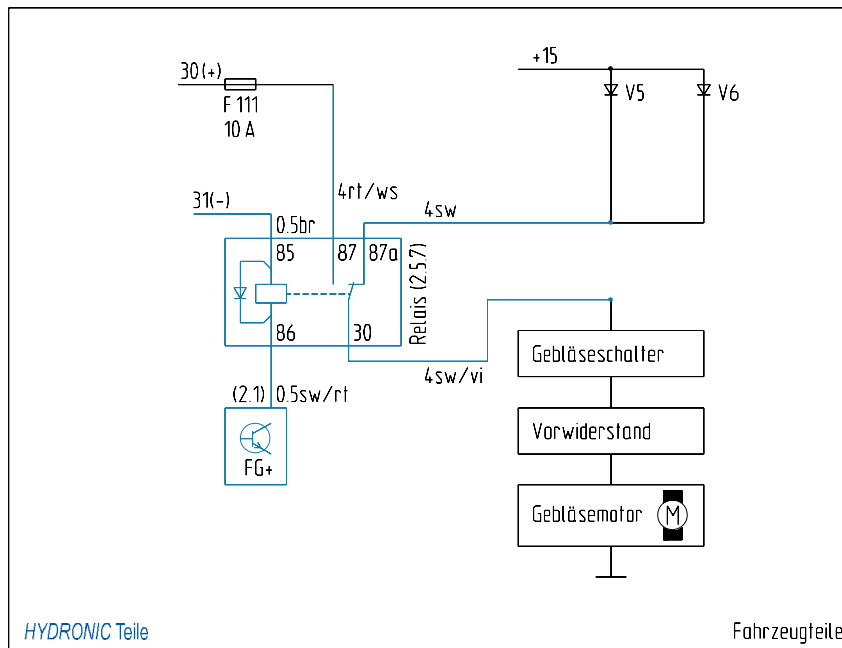 +15
30(+)
V5
V6
F 111
10 A
31(-)
4rt/ws
4sw
0.5br
85
87
87a
Relais (2.5.7)
86
30
Gebläseschalter
4sw/vi
(2.1)
0.5sw/rt
Vorwiderstand
FG+
Gebläsemotor
M
HYDRONIC Teile
Fahrzeugteile